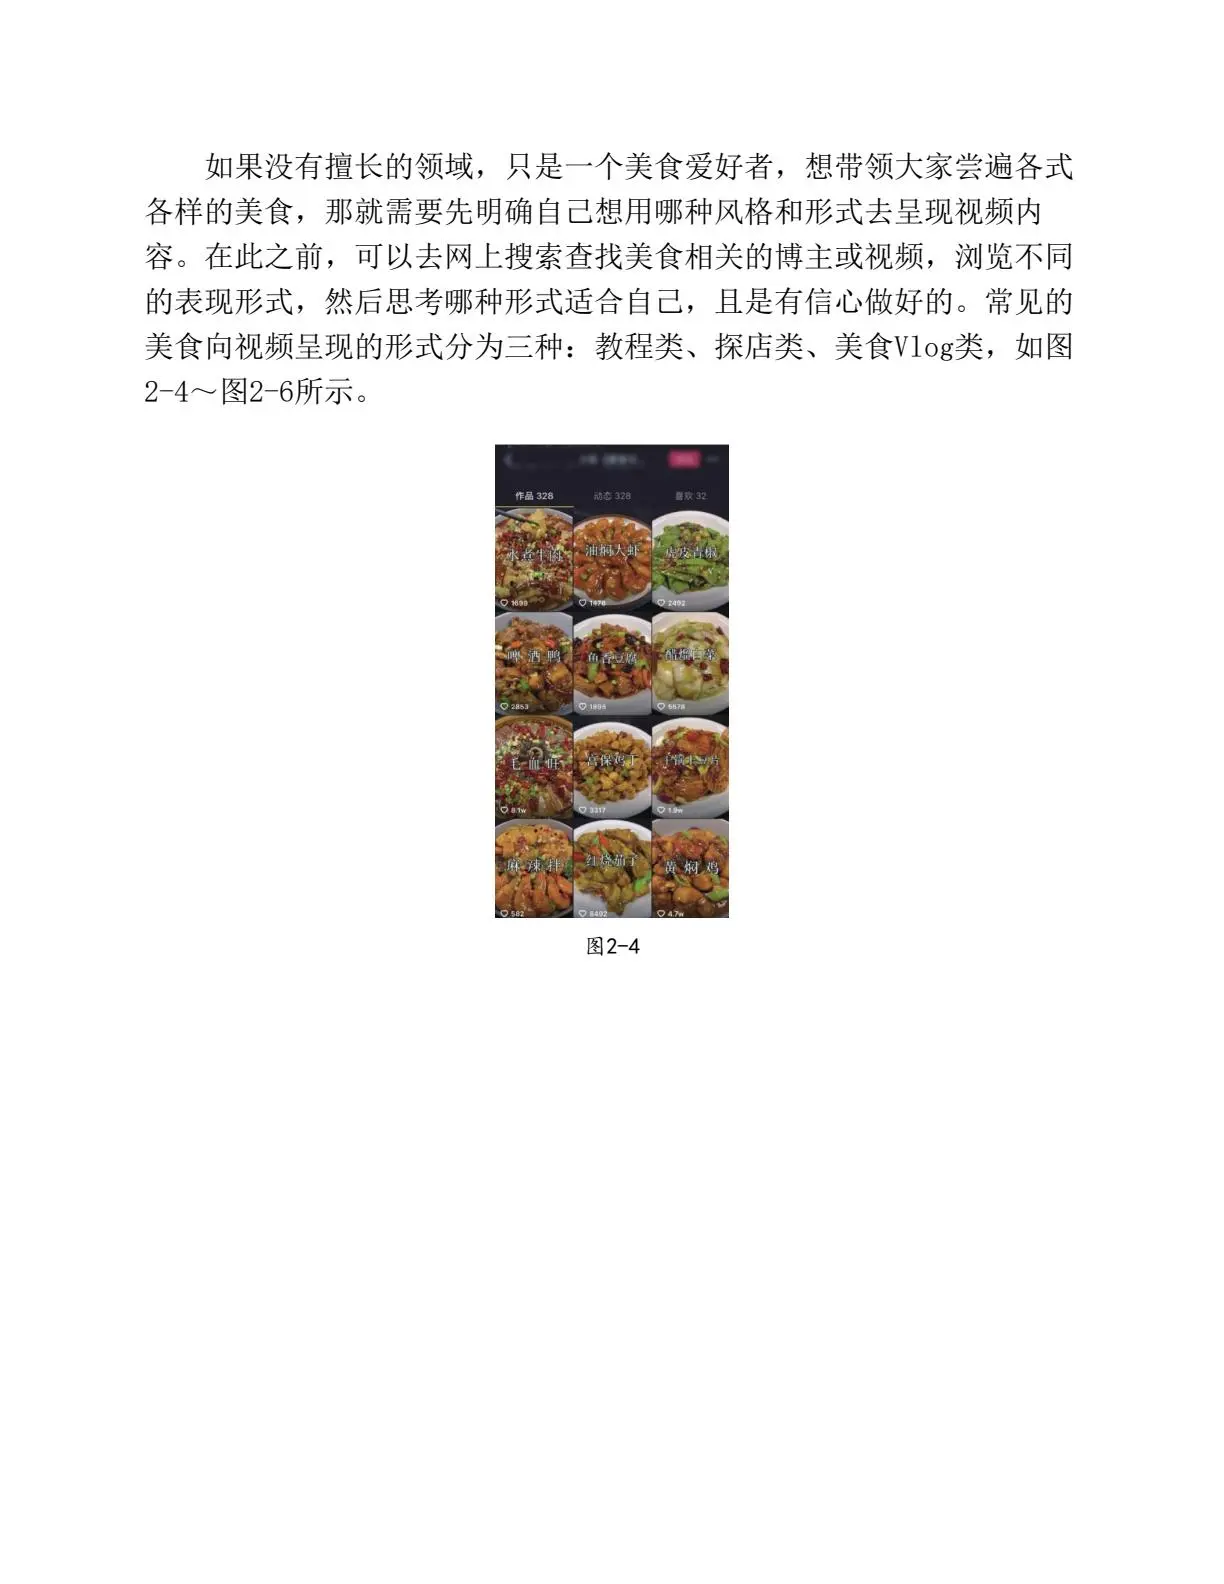 如果没有擅长的领域，只是一个美食爱好者，想带领大家尝遍各式
各样的美食，那就需要先明确自己想用哪种风格和形式去呈现视频内
容。在此之前，可以去网上搜索查找美食相关的博主或视频，浏览不同
的表现形式，然后思考哪种形式适合自己，且是有信心做好的。常见的
美食向视频呈现的形式分为三种：教程类、探店类、美食Vlog类，如图
2-4～图2-6所示。
作品 328 动态 328 喜欢 32
水煮牛肉 油焖大虾 虎皮青椒
1699 1476 2492
啤酒鸭 鱼香豆腐 醋熘白菜
2853 1895 5578
毛血旺 宫保鸡丁 干锅土豆片
8.1w 3317 1.9w
麻辣拌 红烧茄子 黄焖鸡
582 6492 4.7w
图2-4